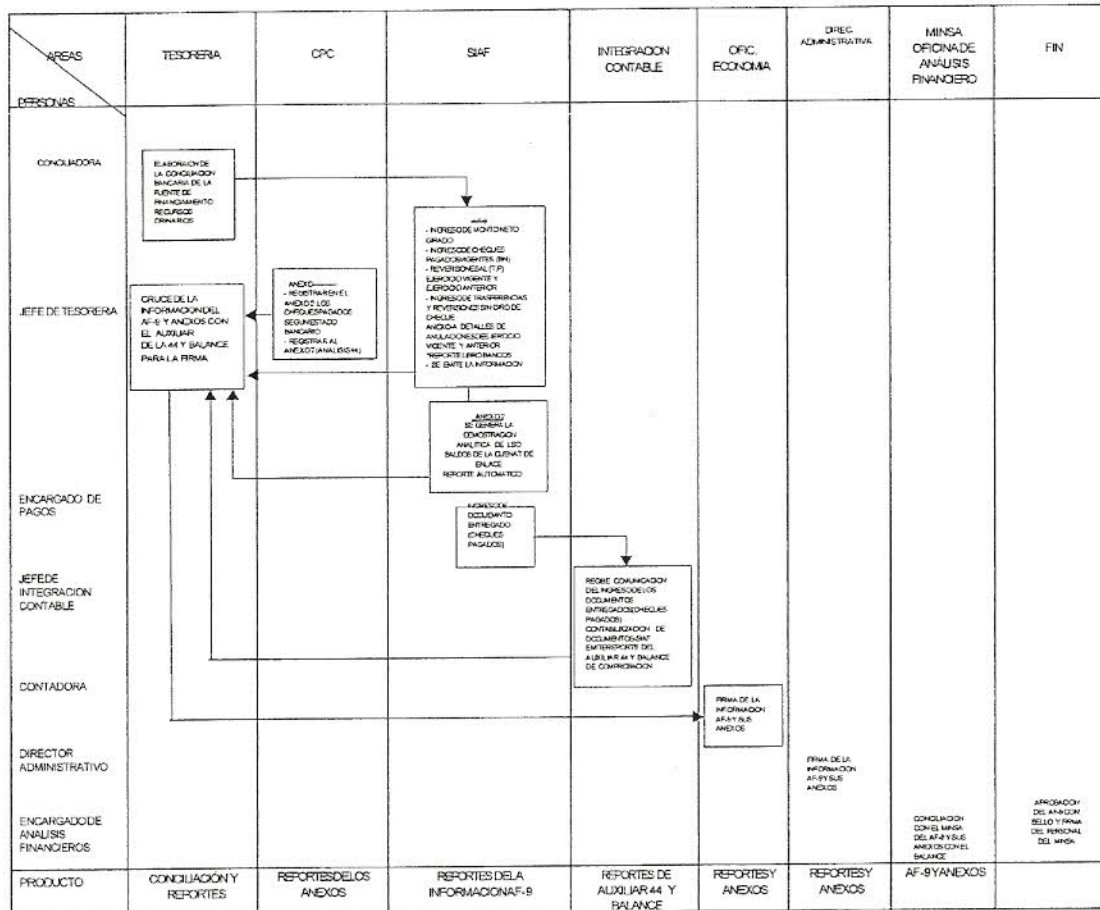 AREAS
PERSONAS
TESORERIA
CPC
SIAF
INTEGRACION
CONTABLE
OFIC.
ECONOMIA
DIREC.
ADMINISTRATIVA
MINSA
OFICINA DE
ANÁLISIS
FINANCIERO
FIN
CONCILIADORA
ELABORAION DE
LA CONCILIACION
BANCARIA DE LA
FUENTE DE
FINANCIAMIENTO
RECURSOS
ORINARIOS
- INGRESO DE MONTO NETO
GIRADO
- INGRESO DE CHEQUES
PAGADOS VIGENTES (BN)
- REVERSIONES AL (T.P)
EJERCICIO VIGENTE Y
EJERCICIO ANTERIOR
- INGRESO DE TRASFERENCIAS
Y REVERSIONES SIN GIRO DE
CHEQUE
ANEXO 4 DETALLES DE
ANULACIONES DEL EJERCICIO
VIGENTE Y ANTERIOR
*REPORTE LIBRO BANCOS
- SE EMITE LA INFORMACION
JEFE DE TESORERIA
CRUCE DE LA
INFORMACION DEL
AF-9 Y ANEXOS CON
EL AUXILIAR
DE LA 44 Y BALANCE
PARA LA FIRMA
ANEXO
- REGISTRAR EN EL
ANEXO 2 LOS
CHEQUES PAGADOS
SEGUN ESTADO
BANCARIO
- REGISTRAR AL
ANEXO 7 (ANALISIS 44)
ANEXO 7
SE GENERA LA
DEMOSTRACION
ANALITICA DE LSO
SALDOS DE LA CUENAT DE
ENLACE
REPORTE AUTOMATICO
ENCARGADO DE
PAGOS
INGRESO DE
DOCUMANTO
ENTREGADO
(CHEQUES
PAGADOS)
JEFE DE
INTEGRACION
CONTABLE
RECIBE COMUNICACION
DEL INGRESO DE LOS
DOCUMENTOS
ENTREGADOS(CHEQUES
PAGADOS)
CONTABILIZACION DE
DOCUMENTOS-SIAF
EMITE REPORTE DEL
AUXILIAR 44 Y BALANCE
DE COMPROBACION
CONTADORA
FIRMA DE LA
INFORMACION
AF-9 Y SUS
ANEXOS
DIRECTOR
ADMINISTRATIVO
FIRMA DE LA
INFORMACION
AF-9 Y SUS
ANEXOS
ENCARGADO DE
ANALISIS
FINANCIEROS
CONCILIACION
CON EL MINSA
DEL AF-9 Y SUS
ANEXOS CON EL
BALANCE
APROBACION
DEL AF-9 CON
SELLO Y FIRMA
DEL PERSONAL
DEL MINSA
PRODUCTO
CONCILIACIÓN Y
REPORTES
REPORTES DE LOS
ANEXOS
REPORTES DE LA
INFORMACION AF-9
REPORTES DE
AUXILIAR 44 Y
BALANCE
REPORTES Y
ANEXOS
REPORTES Y
ANEXOS
AF-9 Y ANEXOS